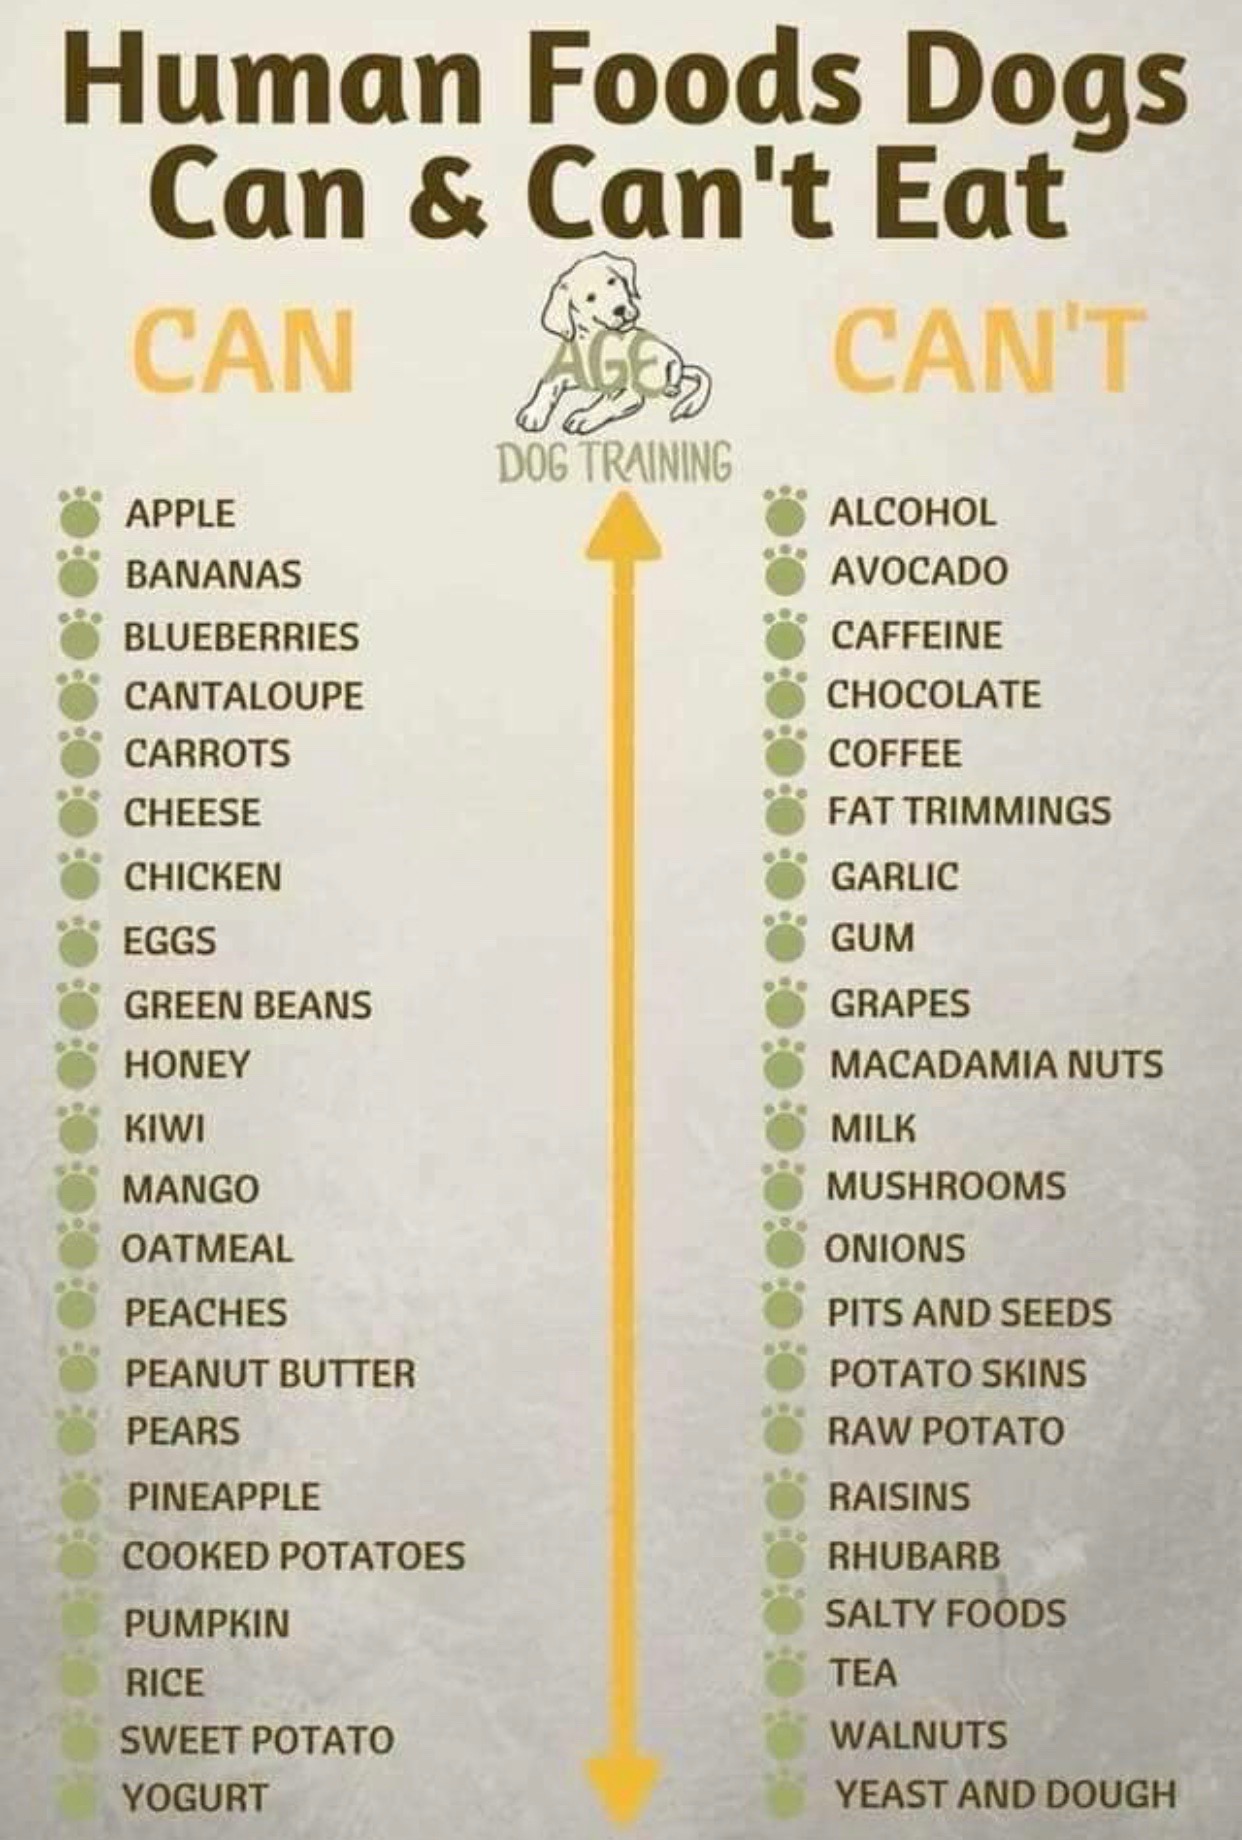 Human Foods Dogs
Can & Can't Eat
CAN
AGE
DOG TRAINING
CAN'T
APPLE
BANANAS
BLUEBERRIES
CANTALOUPE
CARROTS
CHEESE
CHICKEN
EGGS
GREEN BEANS
HONEY
KIWI
MANGO
OATMEAL
PEACHES
PEANUT BUTTER
PEARS
PINEAPPLE
COOKED POTATOES
PUMPKIN
RICE
SWEET POTATO
YOGURT
ALCOHOL
AVOCADO
CAFFEINE
CHOCOLATE
COFFEE
FAT TRIMMINGS
GARLIC
GUM
GRAPES
MACADAMIA NUTS
MILK
MUSHROOMS
ONIONS
PITS AND SEEDS
POTATO SKINS
RAW POTATO
RAISINS
RHUBARB
SALTY FOODS
TEA
WALNUTS
YEAST AND DOUGH